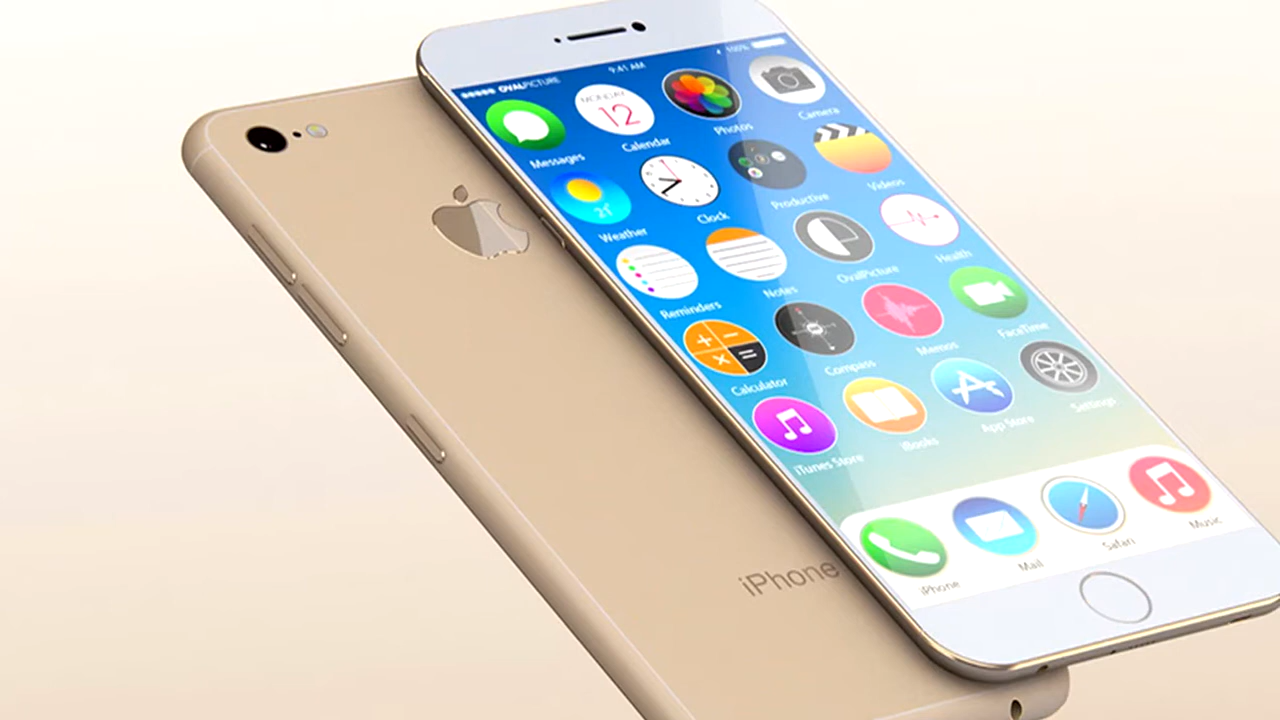 OVALPICTURE
9:41 AM
100%
Messages
MONDAY
12
Calendar
Photos
Camera
21°
Weather
Clock
Productive
Videos
Reminders
Notes
OvalPicture
Health
Calculator
Compass
Memos
FaceTime
iTunes Store
iBooks
App Store
Settings
iPhone
Mail
Safari
Music
iPhone